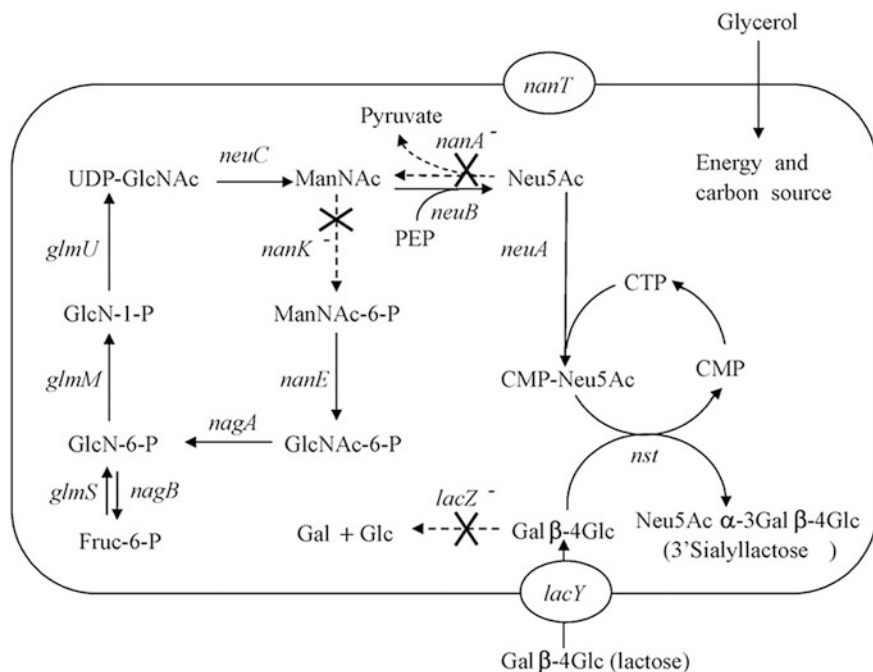 Glycerol
nanT
Pyruvate
nanA⁻
neuC
UDP-GlcNAc
ManNAc
Neu5Ac
Energy and
carbon source
neuB
PEP
glmU
nanK⁻
neuA
CTP
GlcN-1-P
ManNAc-6-P
CMP-Neu5Ac
CMP
glmM
nanE
nagA
GlcN-6-P
GlcNAc-6-P
nst
glmS
nagB
lacZ⁻
Fruc-6-P
Gal + Glc
Gal β-4Glc
Neu5Ac α-3Gal β-4Glc
(3'Sialyllactose )
lacY
Gal β-4Glc (lactose)